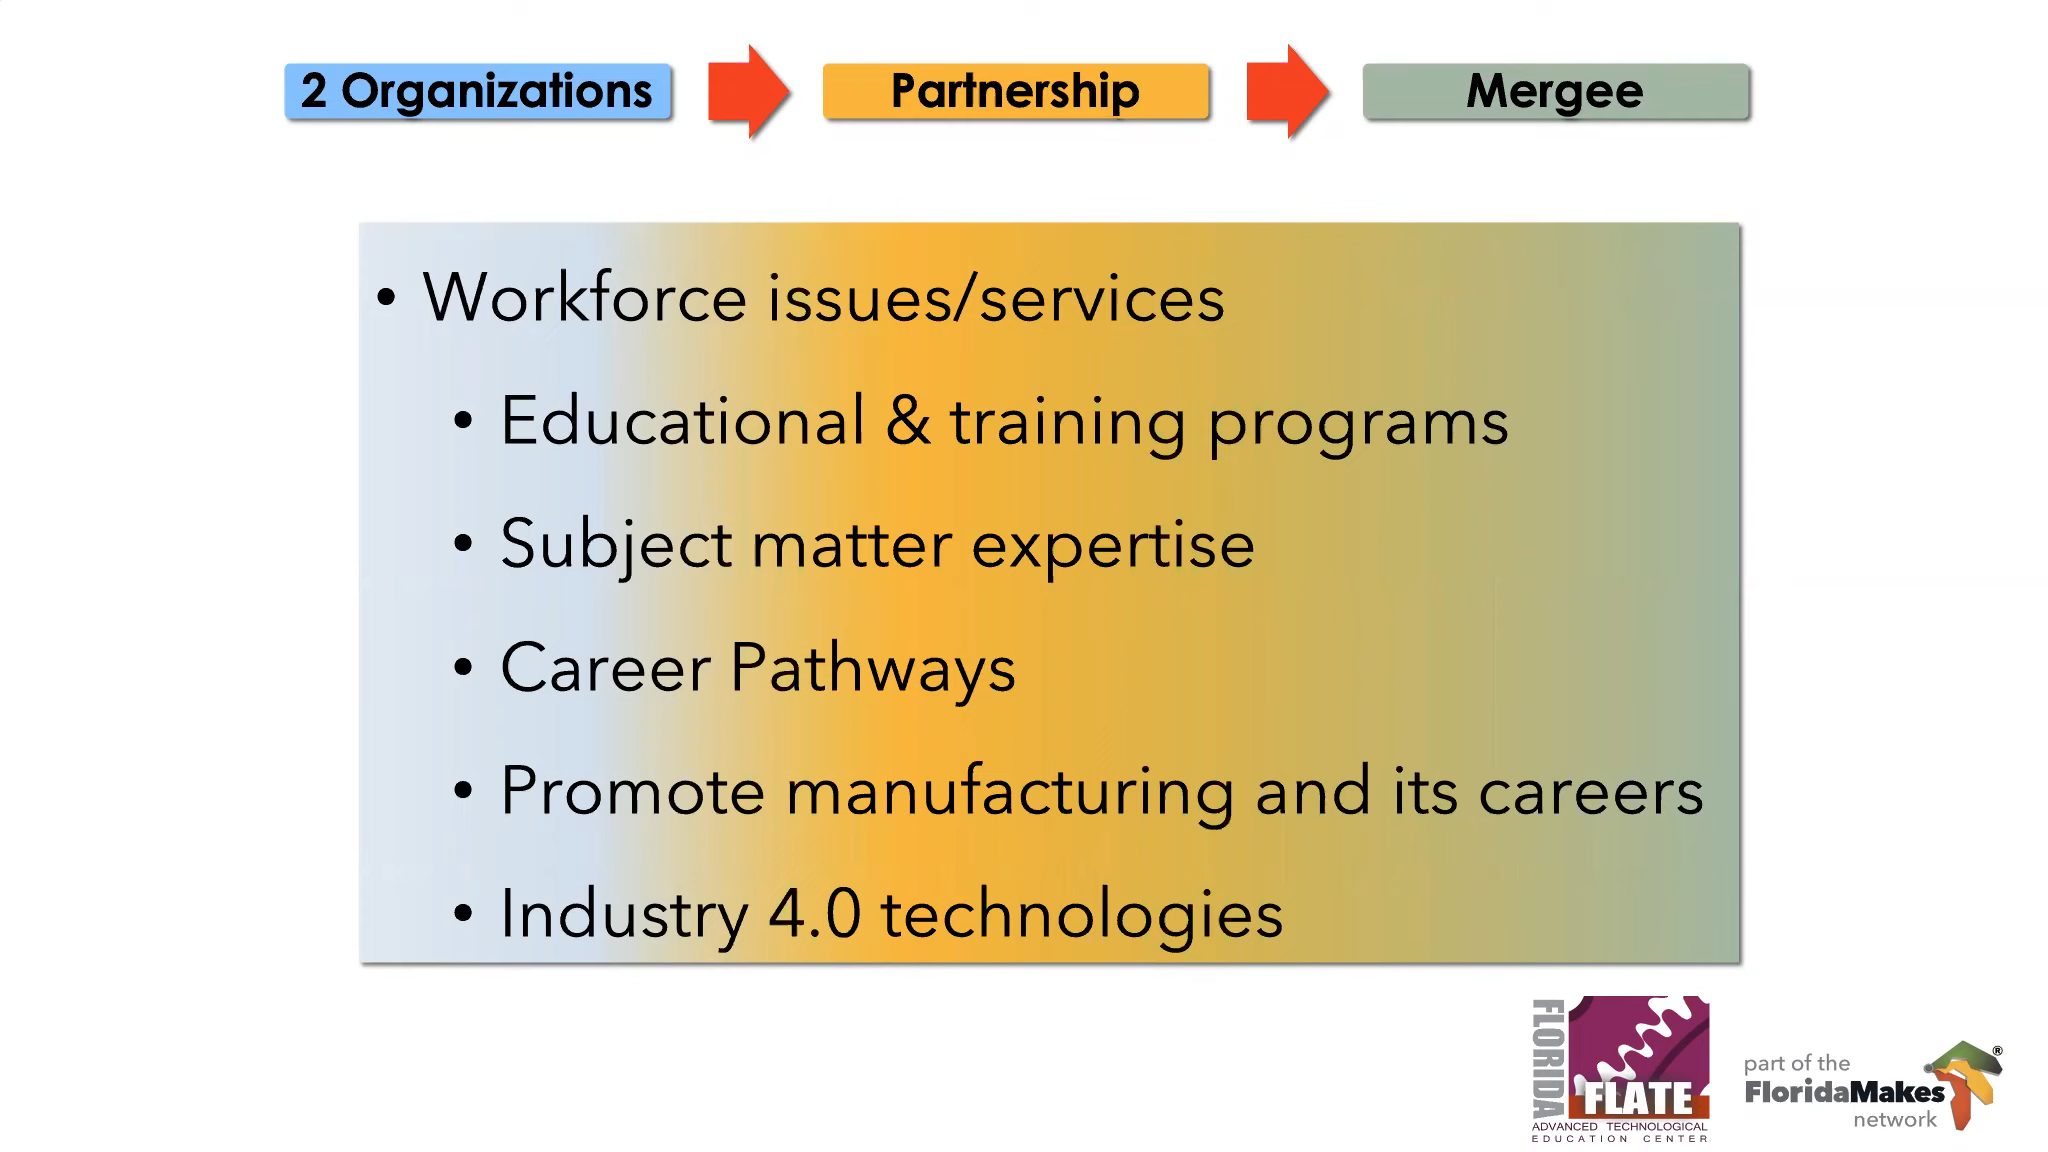 2 Organizations
Partnership
Mergee
• Workforce issues/services
• Educational & training programs
• Subject matter expertise
• Career Pathways
• Promote manufacturing and its careers
• Industry 4.0 technologies
FLORIDA
FLATE
ADVANCED TECHNOLOGICAL
EDUCATION CENTER
part of the
FloridaMakes®
network